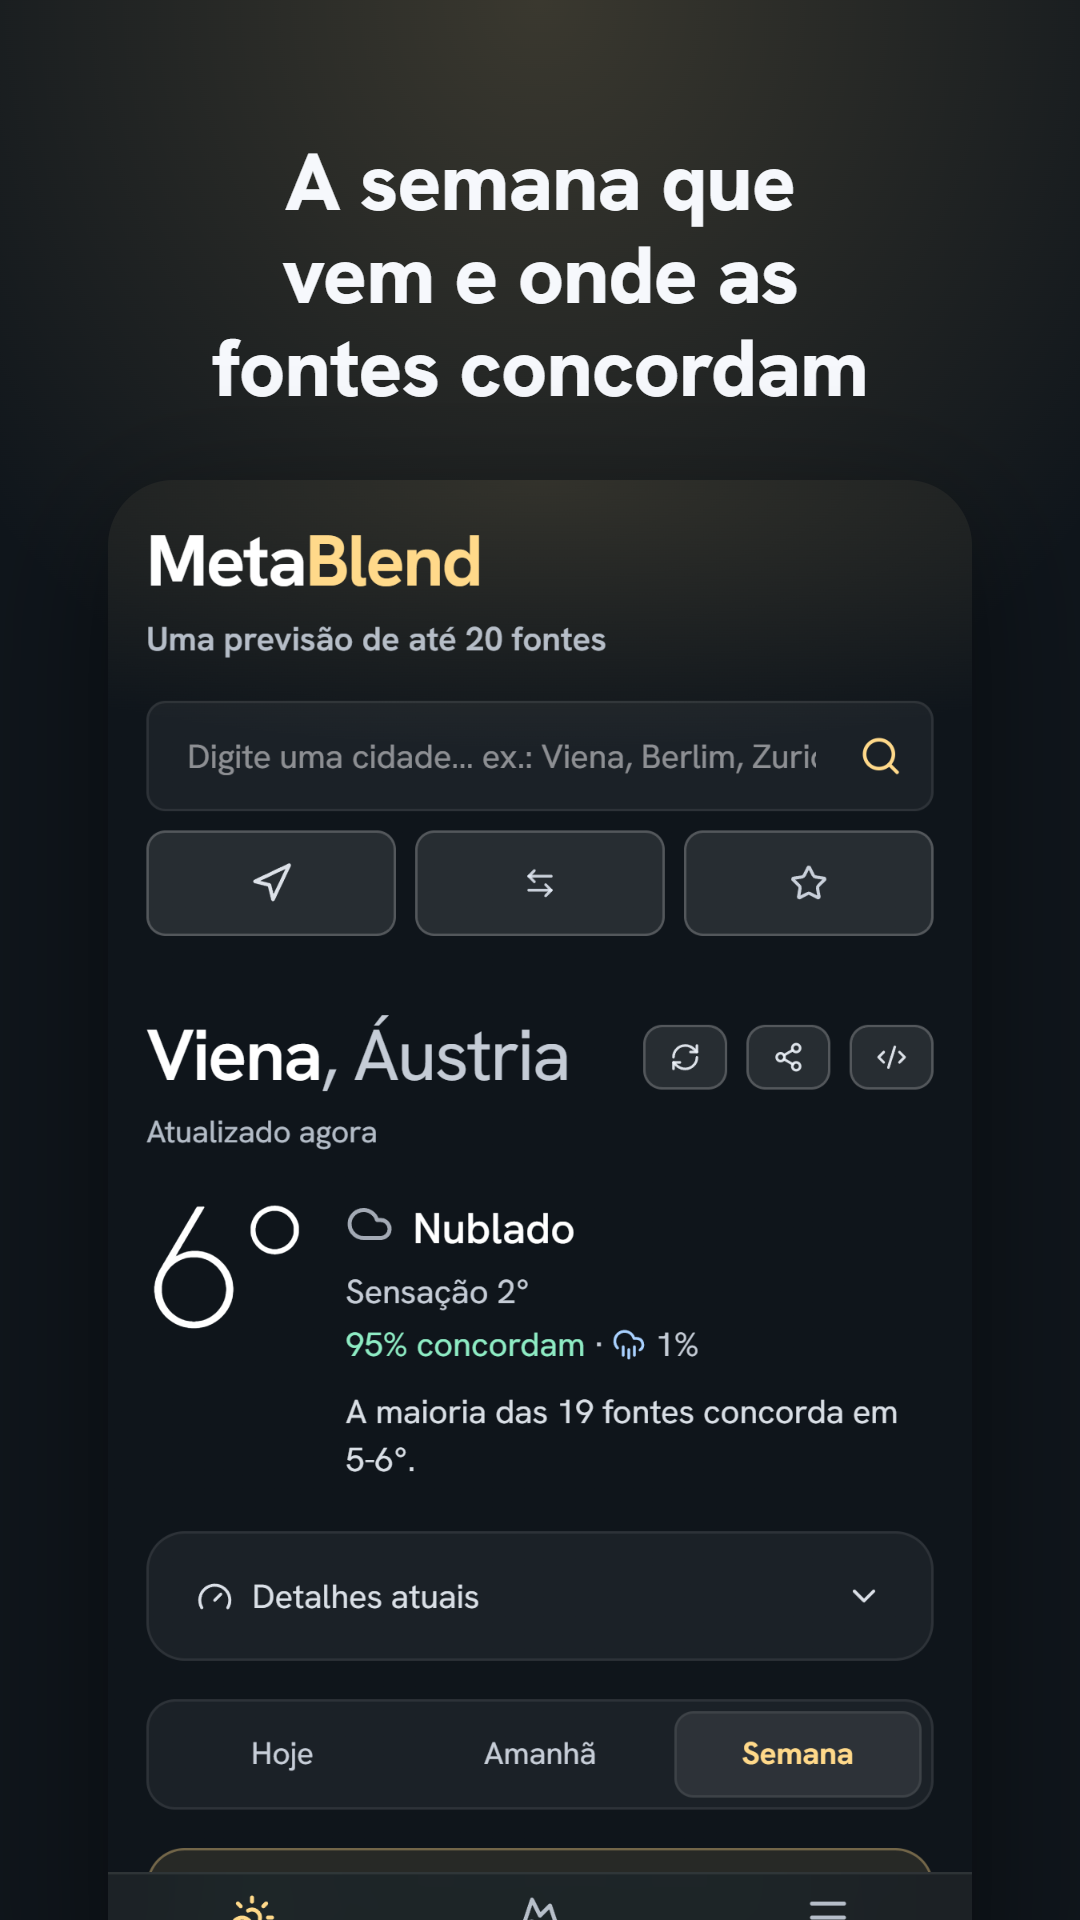 A semana que
vem e onde as
fontes concordam
MetaBlend
Uma previsão de até 20 fontes
Digite uma cidade... ex.: Viena, Berlim, Zuric
Viena, Áustria
Atualizado agora
6°
Nublado
Sensação 2°
95% concordam · 1%
A maioria das 19 fontes concorda em
5-6°.
Detalhes atuais
Hoje
Amanhã
Semana